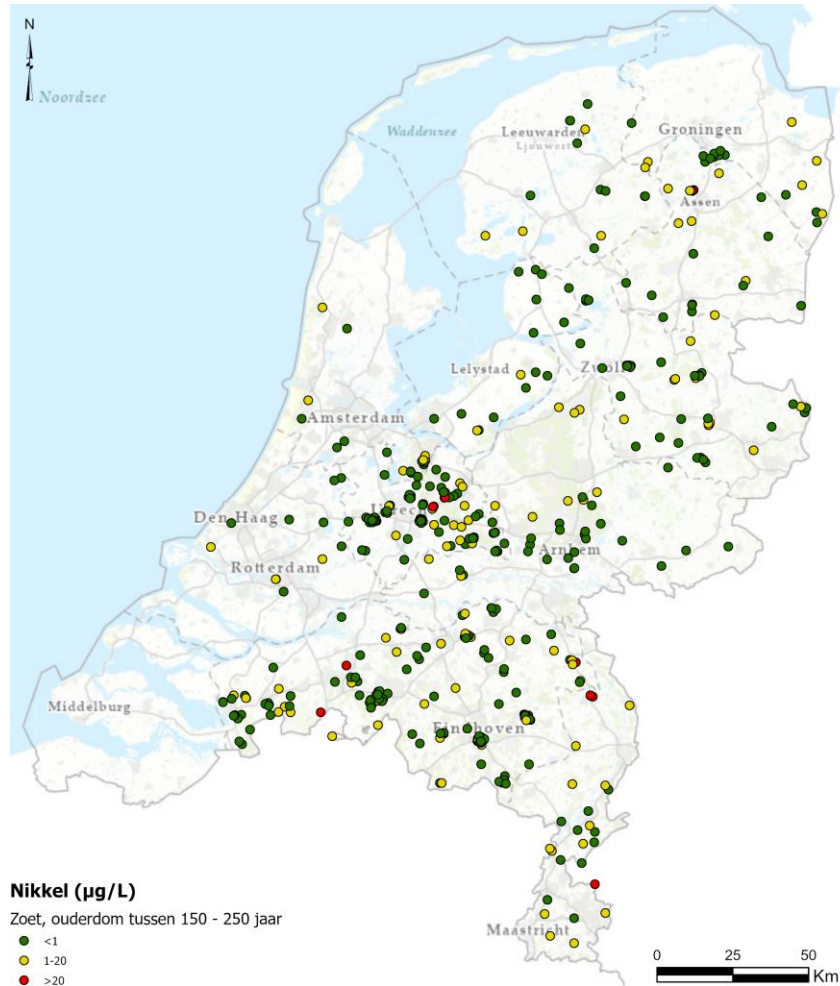 N
Noordzee
Waddenzee
Leeuwarden
Ljouwert
Groningen
Assen
Lelystad
Zwolle
Amsterdam
Den Haag
Utrecht
Arnhem
Rotterdam
Middelburg
Eindhoven
Maastricht
Nikkel (µg/L)
Zoet, ouderdom tussen 150 - 250 jaar
<1
1-20
>20
0 25 50
Km